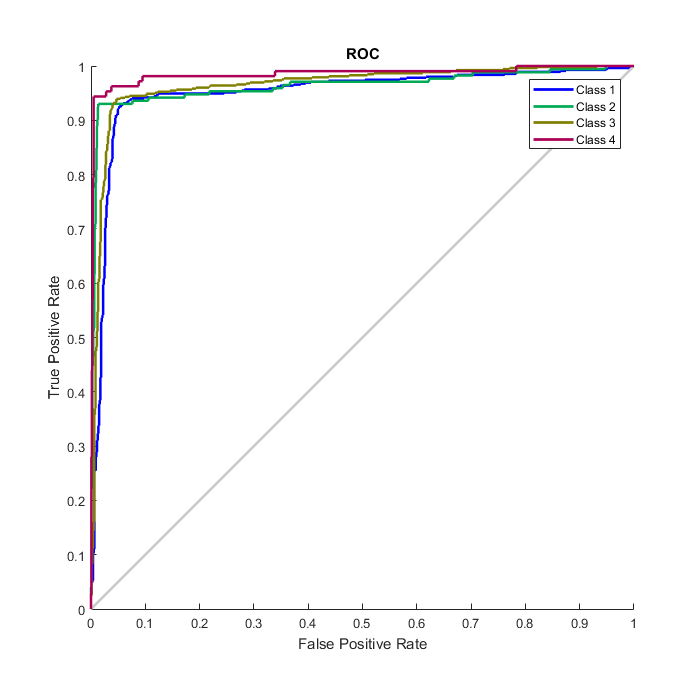 ROC
True Positive Rate
1
0.9
0.8
0.7
0.6
0.5
0.4
0.3
0.2
0.1
0
Class 1
Class 2
Class 3
Class 4
0 0.1 0.2 0.3 0.4 0.5 0.6 0.7 0.8 0.9 1
False Positive Rate